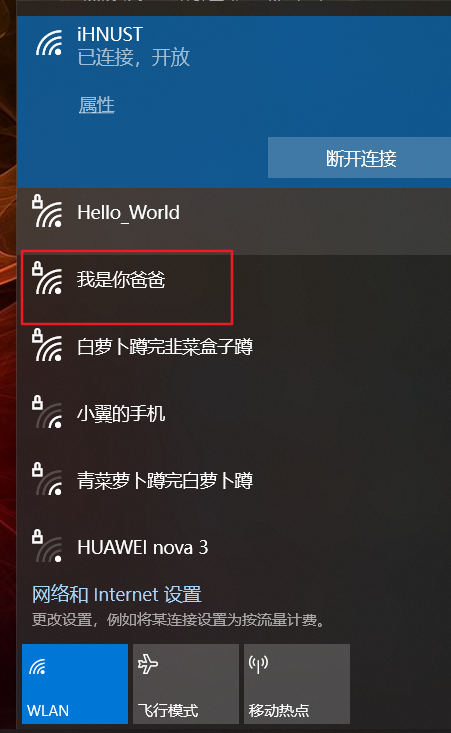 iHNUST
已连接，开放
属性
断开连接
Hello_World
我是你爸爸
白萝卜蹲完韭菜盒子蹲
小翼的手机
青菜萝卜蹲完白萝卜蹲
HUAWEI nova 3
网络和 Internet 设置
更改设置，例如将某连接设置为按流量计费。
WLAN
飞行模式
移动热点